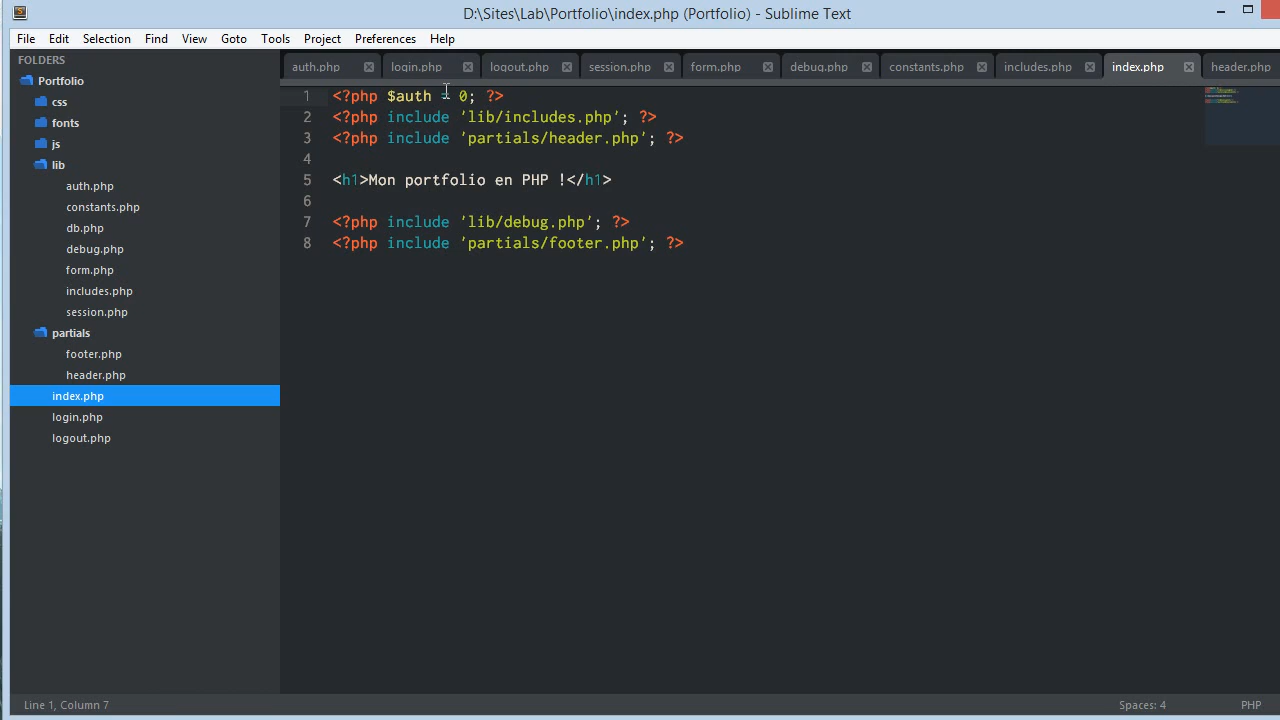 D:\Sites\Lab\Portfolio\index.php (Portfolio) - Sublime Text
File Edit Selection Find View Goto Tools Project Preferences Help
FOLDERS
Portfolio
css
fonts
js
lib
auth.php
constants.php
db.php
debug.php
form.php
includes.php
session.php
partials
footer.php
header.php
index.php
login.php
logout.php
auth.php login.php logout.php session.php form.php debug.php constants.php includes.php index.php header.php
1 <?php $auth = 0; ?>
2 <?php include 'lib/includes.php'; ?>
3 <?php include 'partials/header.php'; ?>
4
5 <h1>Mon portfolio en PHP !</h1>
6
7 <?php include 'lib/debug.php'; ?>
8 <?php include 'partials/footer.php'; ?>
Line 1, Column 7 Spaces: 4 PHP